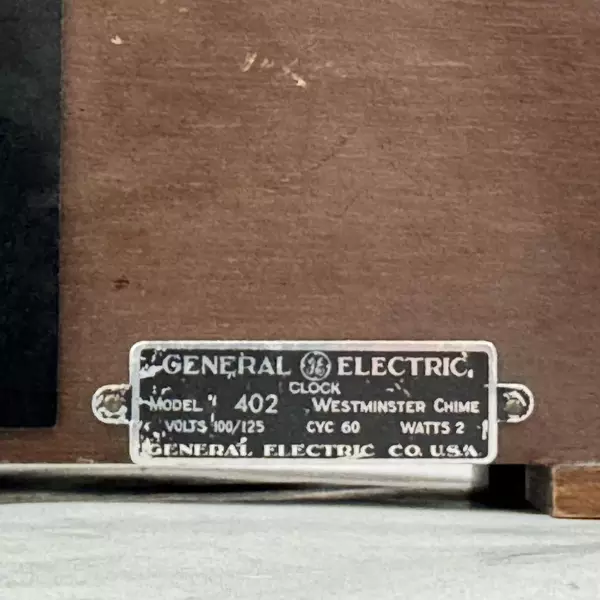 GENERAL GE ELECTRIC
CLOCK
MODEL 402 WESTMINSTER CHIME
VOLTS 100/125 CYC 60 WATTS 2
GENERAL ELECTRIC CO. U.S.A.